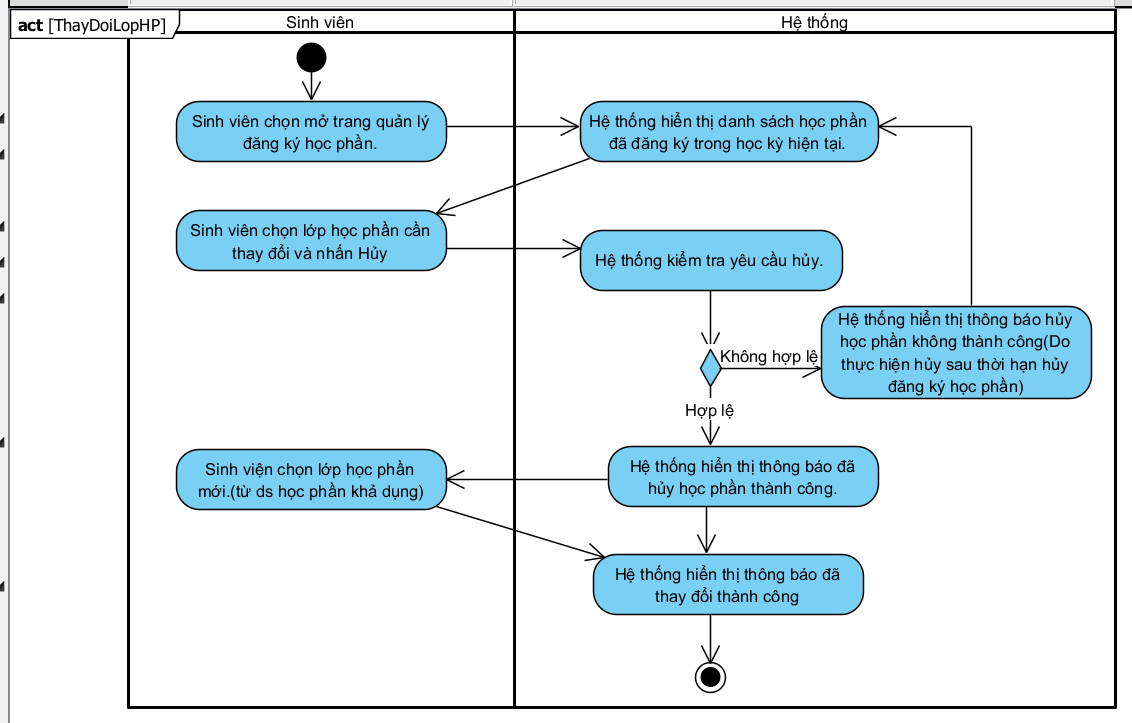 act [ThayDoiLopHP]
Sinh viên
Hệ thống
Sinh viên chọn mở trang quản lý
đăng ký học phần.
Hệ thống hiển thị danh sách học phần
đã đăng ký trong học kỳ hiện tại.
Sinh viên chọn lớp học phần cần
thay đổi và nhấn Hủy
Hệ thống kiểm tra yêu cầu hủy.
Không hợp lệ
Hệ thống hiển thị thông báo hủy
học phần không thành công(Do
thực hiện hủy sau thời hạn hủy
đăng ký học phần)
Hợp lệ
Sinh viện chọn lớp học phần
mới.(từ ds học phần khả dụng)
Hệ thống hiển thị thông báo đã
hủy học phần thành công.
Hệ thống hiển thị thông báo đã
thay đổi thành công